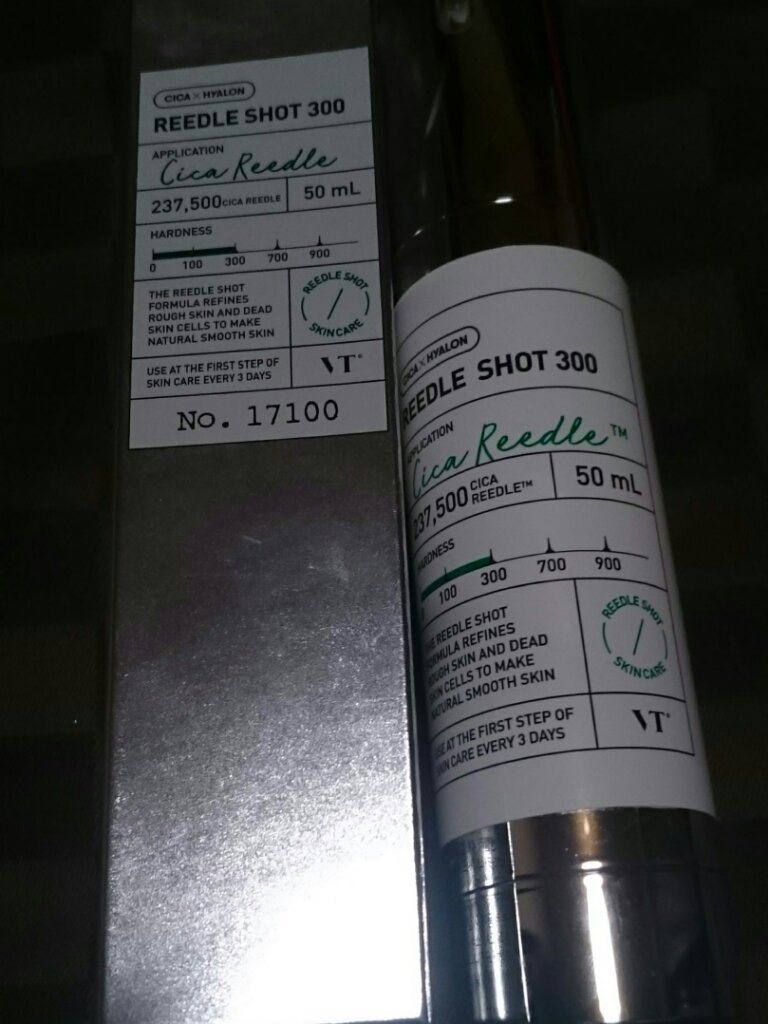 CICA × HYALON
REEDLE SHOT 300
APPLICATION
Cica Reedle
237,500 CICA REEDLE
50 mL
HARDNESS
0 100 300 700 900
THE REEDLE SHOT
FORMULA REFINES
ROUGH SKIN AND DEAD
SKIN CELLS TO MAKE
NATURAL SMOOTH SKIN
REEDLE SHOT
SKIN CARE
USE AT THE FIRST STEP OF
SKIN CARE EVERY 3 DAYS
VT®
No. 17100
CICA × HYALON
REEDLE SHOT 300
APPLICATION
Cica Reedle™
237,500 CICA
REEDLE™
50 mL
HARDNESS
100 300 700 900
THE REEDLE SHOT
FORMULA REFINES
ROUGH SKIN AND DEAD
SKIN CELLS TO MAKE
NATURAL SMOOTH SKIN
REEDLE SHOT
SKIN CARE
USE AT THE FIRST STEP OF
SKIN CARE EVERY 3 DAYS
VT®